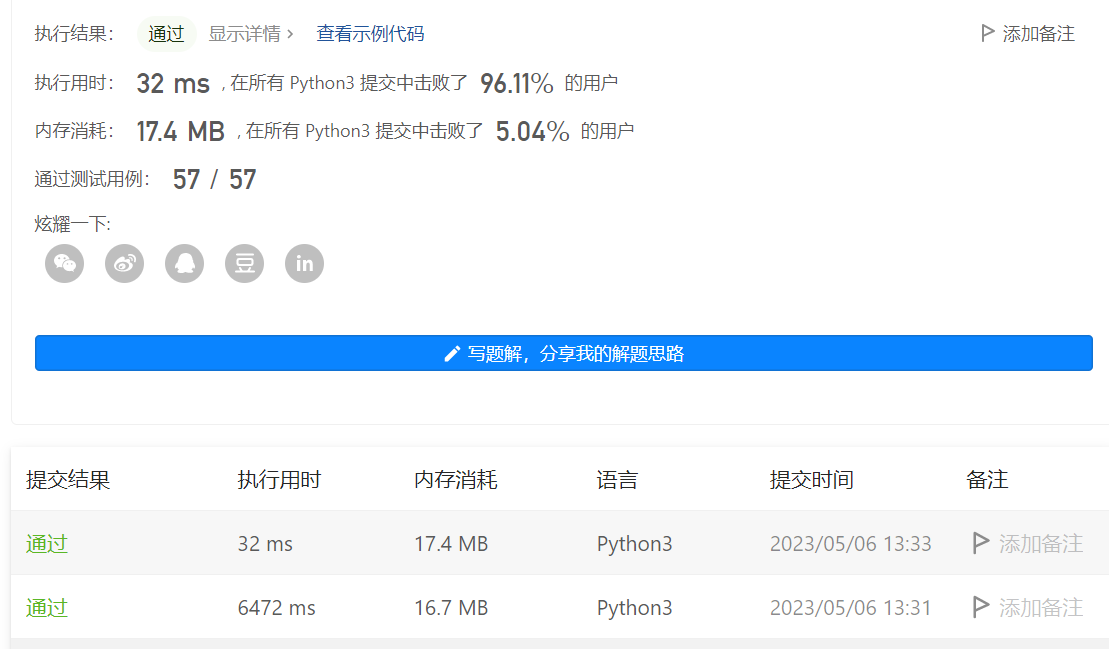 执行结果： 通过 显示详情 > 查看示例代码 添加备注
执行用时： 32 ms , 在所有 Python3 提交中击败了 96.11% 的用户
内存消耗： 17.4 MB , 在所有 Python3 提交中击败了 5.04% 的用户
通过测试用例： 57 / 57
炫耀一下:
豆 in
写题解，分享我的解题思路
提交结果 执行用时 内存消耗 语言 提交时间 备注
通过 32 ms 17.4 MB Python3 2023/05/06 13:33 添加备注
通过 6472 ms 16.7 MB Python3 2023/05/06 13:31 添加备注